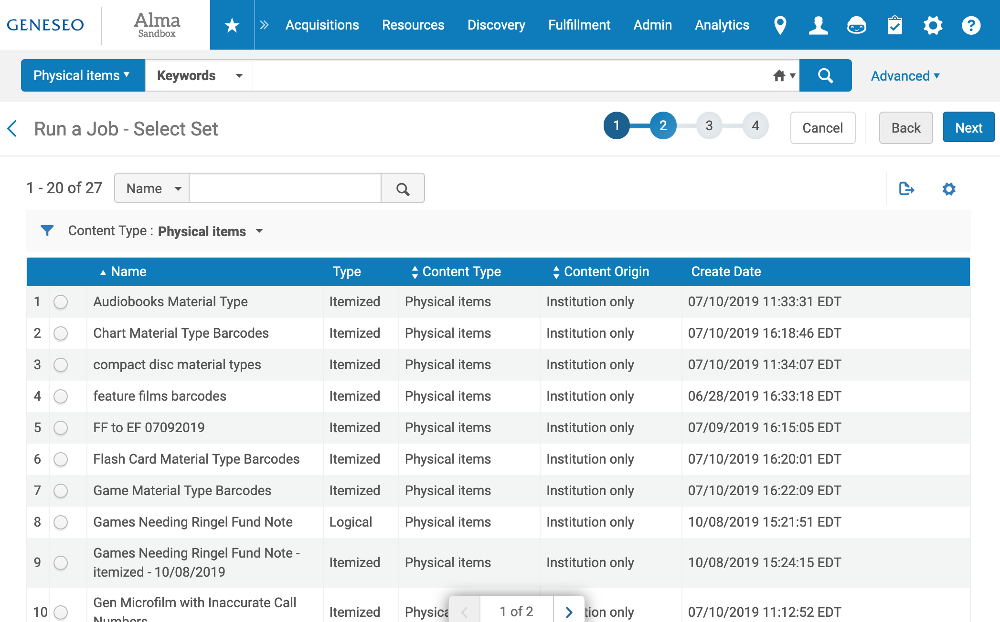 GENESEO
Alma
Sandbox
Acquisitions Resources Discovery Fulfillment Admin Analytics
Physical items Keywords Advanced
Run a Job - Select Set 1 2 3 4 Cancel Back Next
1 - 20 of 27 Name
Content Type : Physical items
Name Type Content Type Content Origin Create Date
1 Audiobooks Material Type Itemized Physical items Institution only 07/10/2019 11:33:31 EDT
2 Chart Material Type Barcodes Itemized Physical items Institution only 07/10/2019 16:18:46 EDT
3 compact disc material types Itemized Physical items Institution only 07/10/2019 11:34:07 EDT
4 feature films barcodes Itemized Physical items Institution only 06/28/2019 16:33:18 EDT
5 FF to EF 07092019 Itemized Physical items Institution only 07/09/2019 16:15:05 EDT
6 Flash Card Material Type Barcodes Itemized Physical items Institution only 07/10/2019 16:20:01 EDT
7 Game Material Type Barcodes Itemized Physical items Institution only 07/10/2019 16:22:09 EDT
8 Games Needing Ringel Fund Note Logical Physical items Institution only 10/08/2019 15:21:51 EDT
9 Games Needing Ringel Fund Note -
itemized - 10/08/2019 Itemized Physical items Institution only 10/08/2019 15:24:15 EDT
10 Gen Microfilm with Inaccurate Call
Numbers Itemized Physica tion only 07/10/2019 11:12:52 EDT
1 of 2